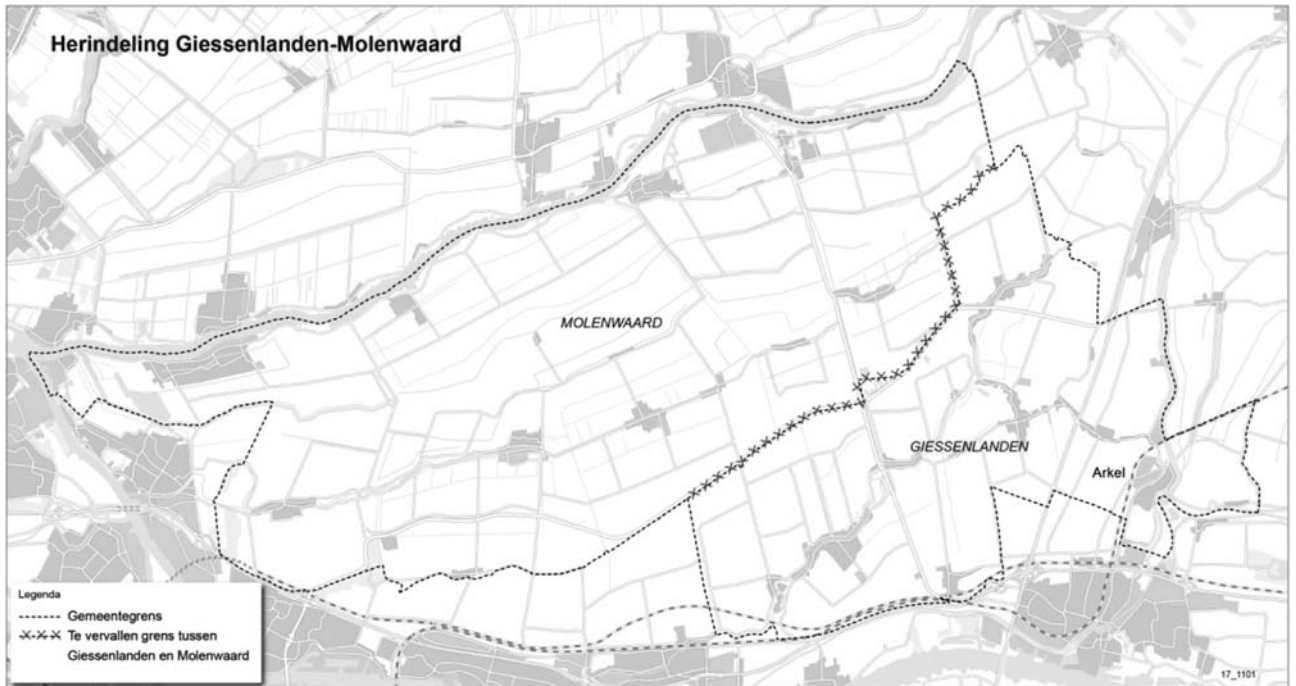 Herindeling Giessenlanden-Molenwaard
MOLENWAARD
GIESSENLANDEN
Arkel
Legenda
Gemeentegrens
Te vervallen grens tussen
Giessenlanden en Molenwaard
17_1101